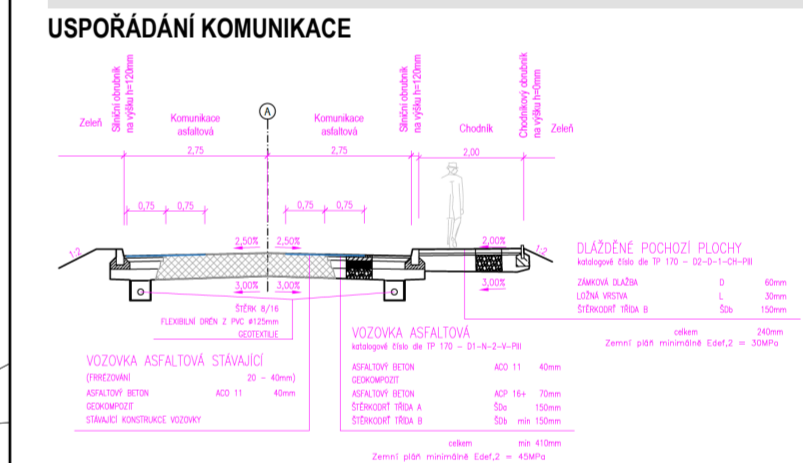 USPOŘÁDÁNÍ KOMUNIKACE
Zeleň
Silniční obrubník
na výšku h=120mm
Komunikace
asfaltová
A
Komunikace
asfaltová
Silniční obrubník
na výšku h=120mm
Chodník
Chodníkový obrubník
na výšku h=0mm
Zeleň
2,75
2,75
2,00
0,75
0,75
0,75
0,75
1:2
2,50%
2,50%
2,00%
1:2
3,00%
3,00%
3,00%
ŠTĚRK 8/16
FLEXIBILNÍ DRÉN Z PVC ø125mm
GEOTEXTILIE
DLÁŽDĚNÉ POCHOZÍ PLOCHY
katalogové číslo dle TP 170 - D2-D-1-CH-PIII
ZÁMKOVÁ DLAŽBA D 60mm
LOŽNÁ VRSTVA L 30mm
ŠTĚRKODRŤ TŘÍDA B ŠDb 150mm
celkem 240mm
Zemní pláň minimálně Edef,2 = 30MPa
VOZOVKA ASFALTOVÁ STÁVAJÍCÍ
(FRRÉZOVÁNÍ 20 - 40mm)
ASFALTOVÝ BETON ACO 11 40mm
GEOKOMPOZIT
STÁVAJÍCÍ KONSTRUKCE VOZOVKY
VOZOVKA ASFALTOVÁ
katalogové číslo dle TP 170 - D1-N-2-V-PIII
ASFALTOVÝ BETON ACO 11 40mm
GEOKOMPOZIT
ASFALTOVÝ BETON ACP 16+ 70mm
ŠTĚRKODRŤ TŘÍDA A ŠDa 150mm
ŠTĚRKODRŤ TŘÍDA B ŠDb min 150mm
celkem min 410mm
Zemní pláň minimálně Edef,2 = 45MPa